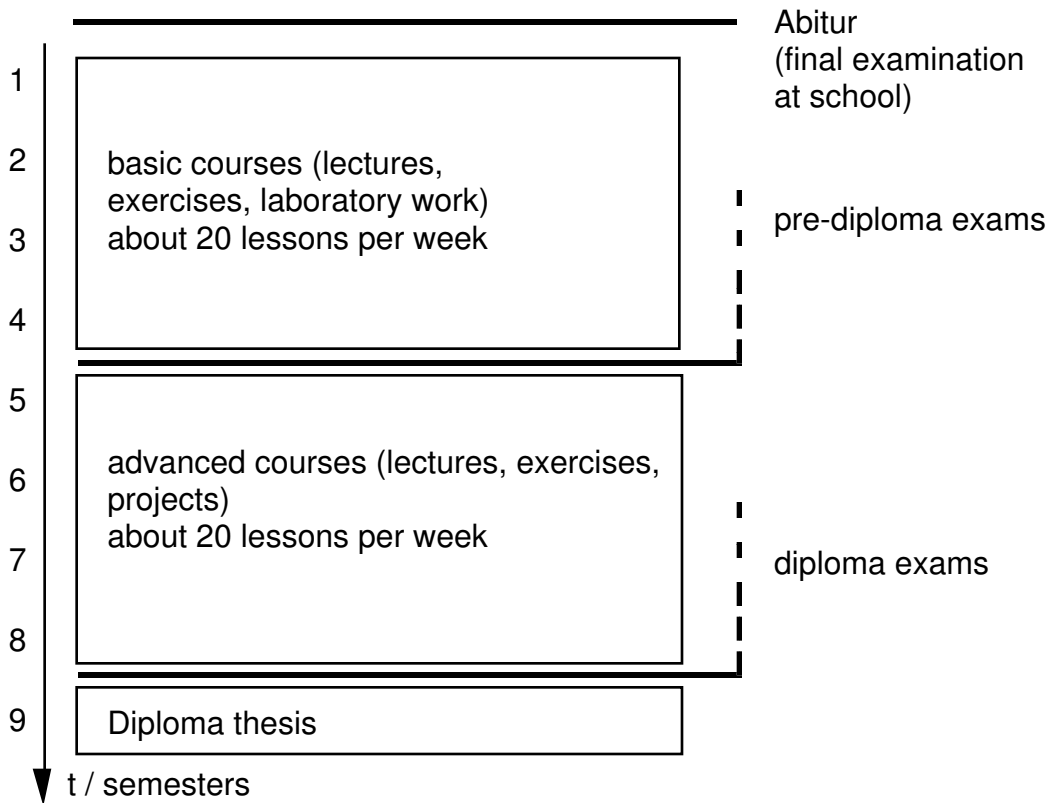 Abitur
(final examination
at school)
1
2
3
4
basic courses (lectures,
exercises, laboratory work)
about 20 lessons per week
pre-diploma exams
5
6
7
8
advanced courses (lectures, exercises,
projects)
about 20 lessons per week
diploma exams
9
Diploma thesis
t / semesters